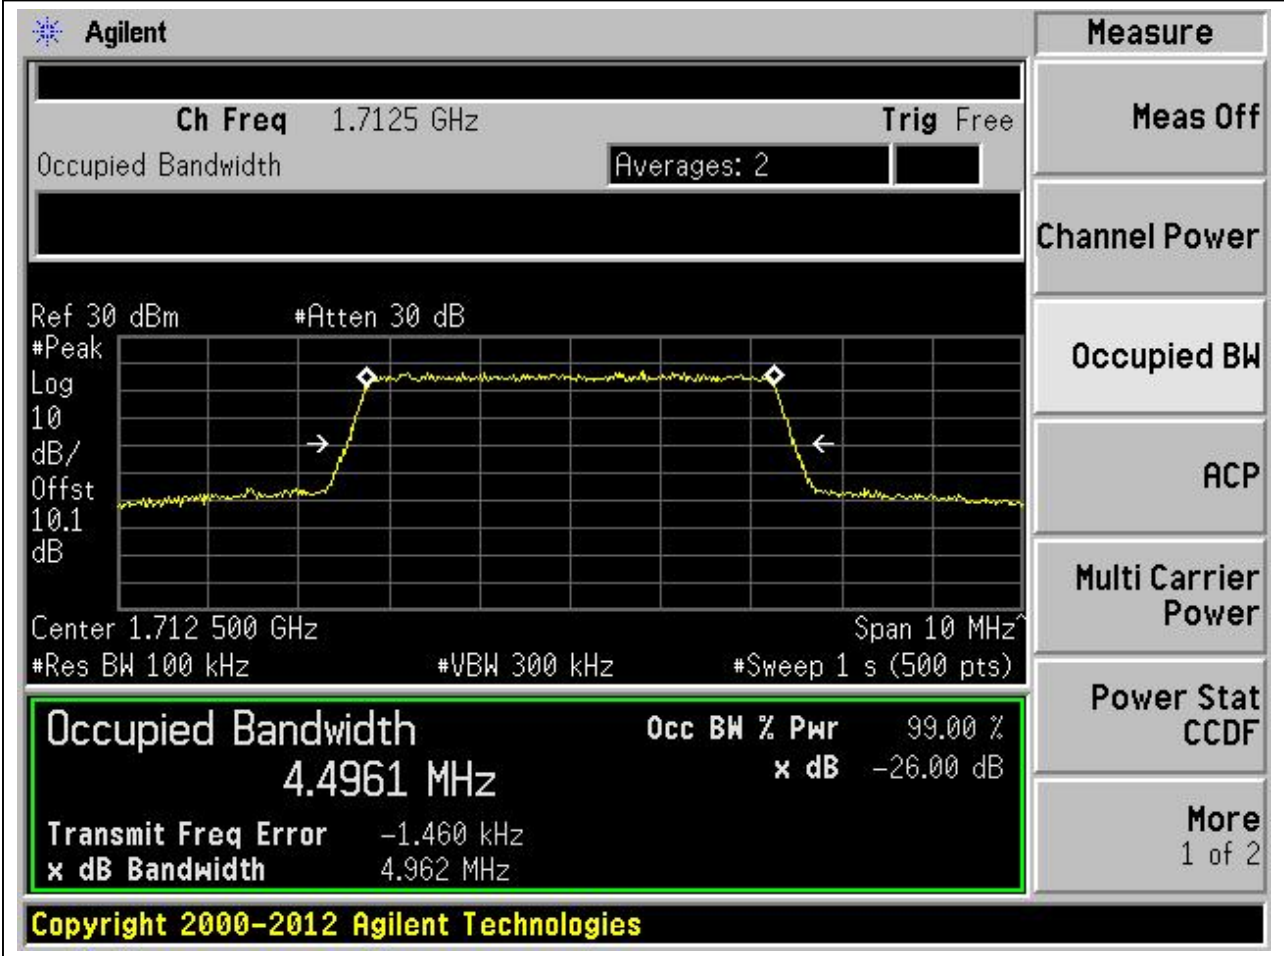 Agilent
Measure
Ch Freq 1.7125 GHz Trig Free
Occupied Bandwidth Averages: 2
Ref 30 dBm #Atten 30 dB
#Peak
Log
10
dB/
Offst
10.1
dB
Center 1.712 500 GHz Span 10 MHz^
#Res BW 100 kHz #VBW 300 kHz #Sweep 1 s (500 pts)
Occupied Bandwidth Occ BW % Pwr 99.00 %
4.4961 MHz x dB -26.00 dB
Transmit Freq Error -1.460 kHz
x dB Bandwidth 4.962 MHz
Meas Off
Channel Power
Occupied BW
ACP
Multi Carrier
Power
Power Stat
CCDF
More
1 of 2
Copyright 2000-2012 Agilent Technologies